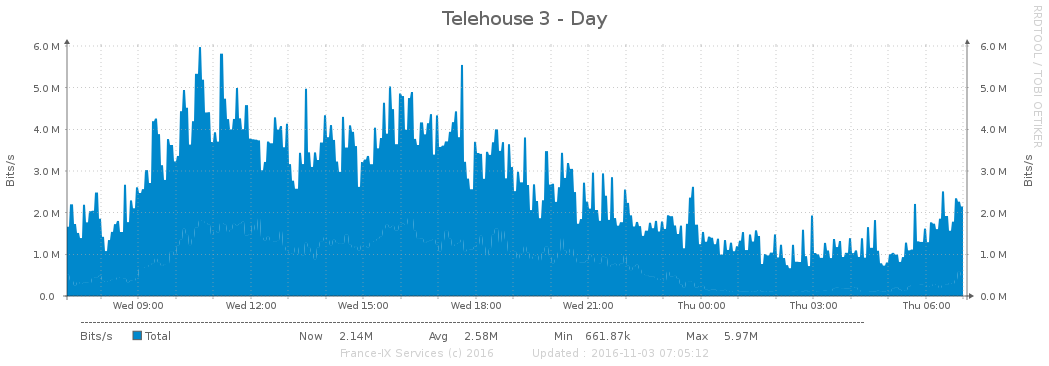 Telehouse 3 - Day
RRDTOOL / TOBI OETIKER
6.0 M 6.0 M
5.0 M 5.0 M
4.0 M 4.0 M
3.0 M 3.0 M
2.0 M 2.0 M
1.0 M 1.0 M
0.0 0.0 M
Bits/s
Bits/s
Wed 09:00 Wed 12:00 Wed 15:00 Wed 18:00 Wed 21:00 Thu 00:00 Thu 03:00 Thu 06:00
Bits/s Total Now 2.14M Avg 2.58M Min 661.87k Max 5.97M
France-IX Services (c) 2016 Updated : 2016-11-03 07:05:12